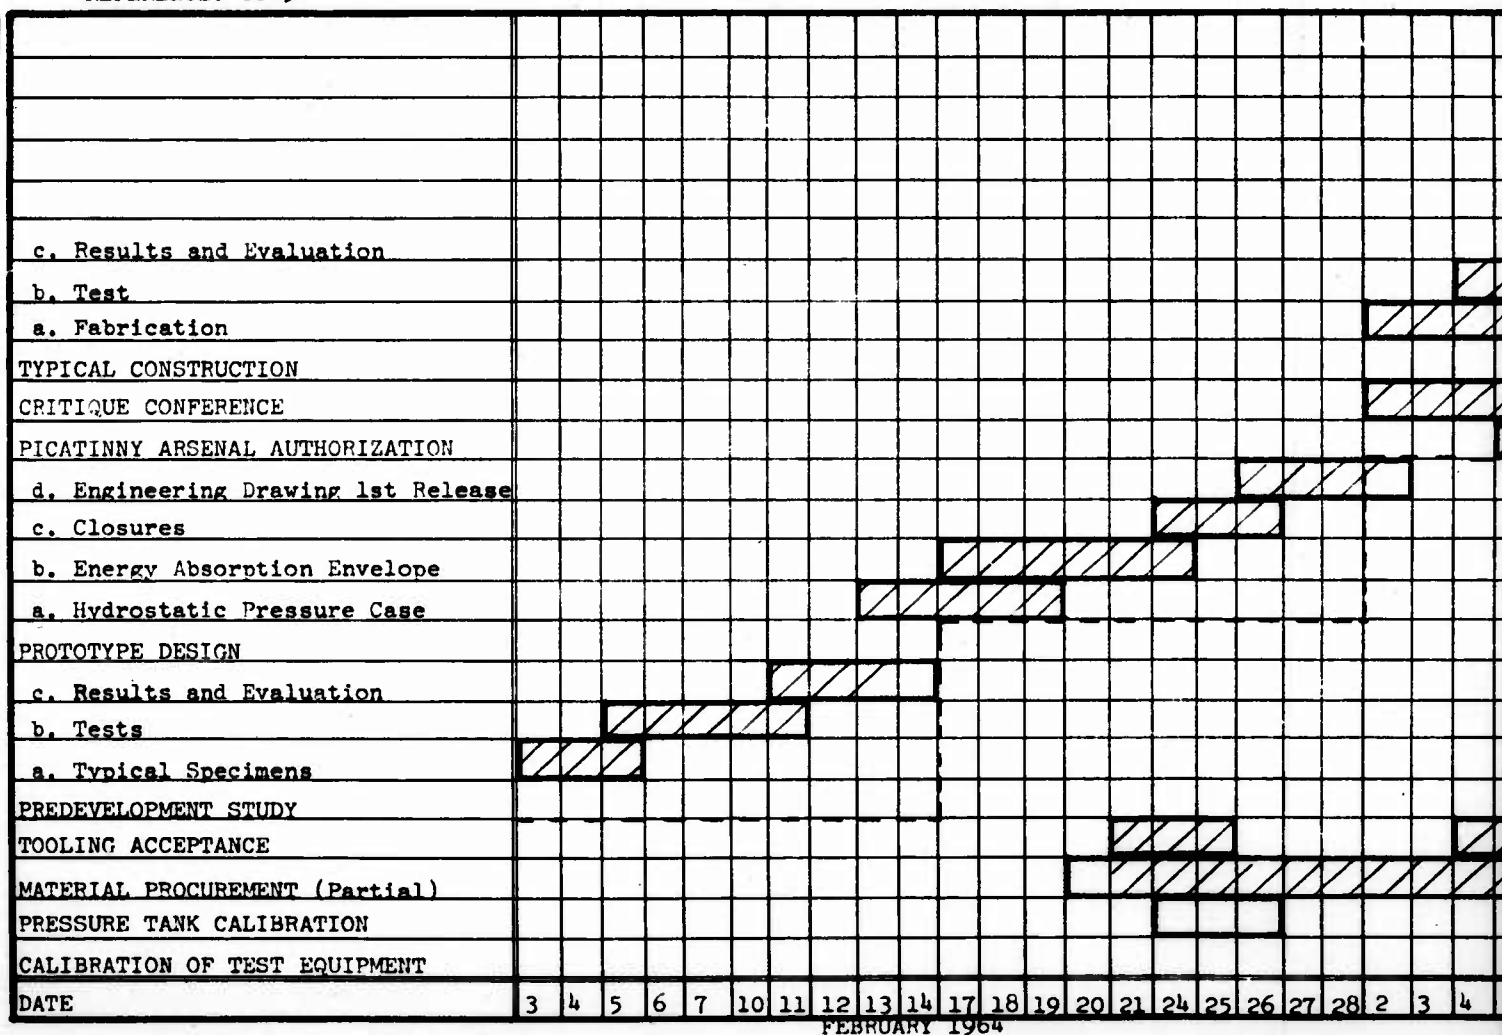 c. Results and Evaluation
b. Test
a. Fabrication
TYPICAL CONSTRUCTION
CRITIQUE CONFERENCE
PICATINNY ARSENAL AUTHORIZATION
d. Engineering Drawing 1st Release
c. Closures
b. Energy Absorption Envelope
a. Hydrostatic Pressure Case
PROTOTYPE DESIGN
c. Results and Evaluation
b. Tests
a. Typical Specimens
PREDEVELOPMENT STUDY
TOOLING ACCEPTANCE
MATERIAL PROCUREMENT (Partial)
PRESSURE TANK CALIBRATION
CALIBRATION OF TEST EQUIPMENT
DATE 3 4 5 6 7 10 11 12 13 14 17 18 19 20 21 24 25 26 27 28 2 3 4
FEBRUARY 1964